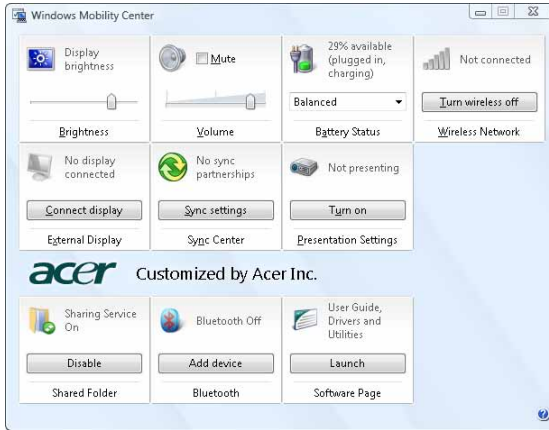 Windows Mobility Center
Display
brightness
Brightness
Mute
Volume
29% available
(plugged in,
charging)
Balanced
Battery Status
Not connected
Turn wireless off
Wireless Network
No display
connected
Connect display
External Display
No sync
partnerships
Sync settings
Sync Center
Not presenting
Turn on
Presentation Settings
acer Customized by Acer Inc.
Sharing Service
On
Disable
Shared Folder
Bluetooth Off
Add device
Bluetooth
User Guide,
Drivers and
Utilities
Launch
Software Page